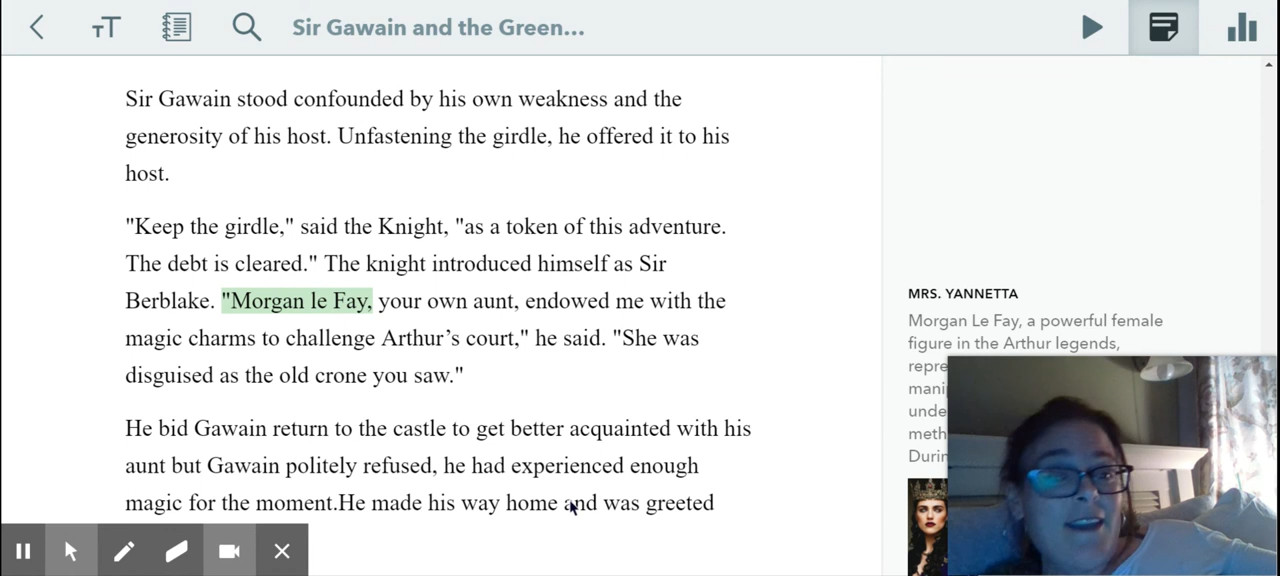 Sir Gawain and the Green...
Sir Gawain stood confounded by his own weakness and the
generosity of his host. Unfastening the girdle, he offered it to his
host.
"Keep the girdle," said the Knight, "as a token of this adventure.
The debt is cleared." The knight introduced himself as Sir
Berblake. "Morgan le Fay, your own aunt, endowed me with the
magic charms to challenge Arthur’s court," he said. "She was
disguised as the old crone you saw."
He bid Gawain return to the castle to get better acquainted with his
aunt but Gawain politely refused, he had experienced enough
magic for the moment.He made his way home and was greeted
MRS. YANNETTA
Morgan Le Fay, a powerful female
figure in the Arthur legends,